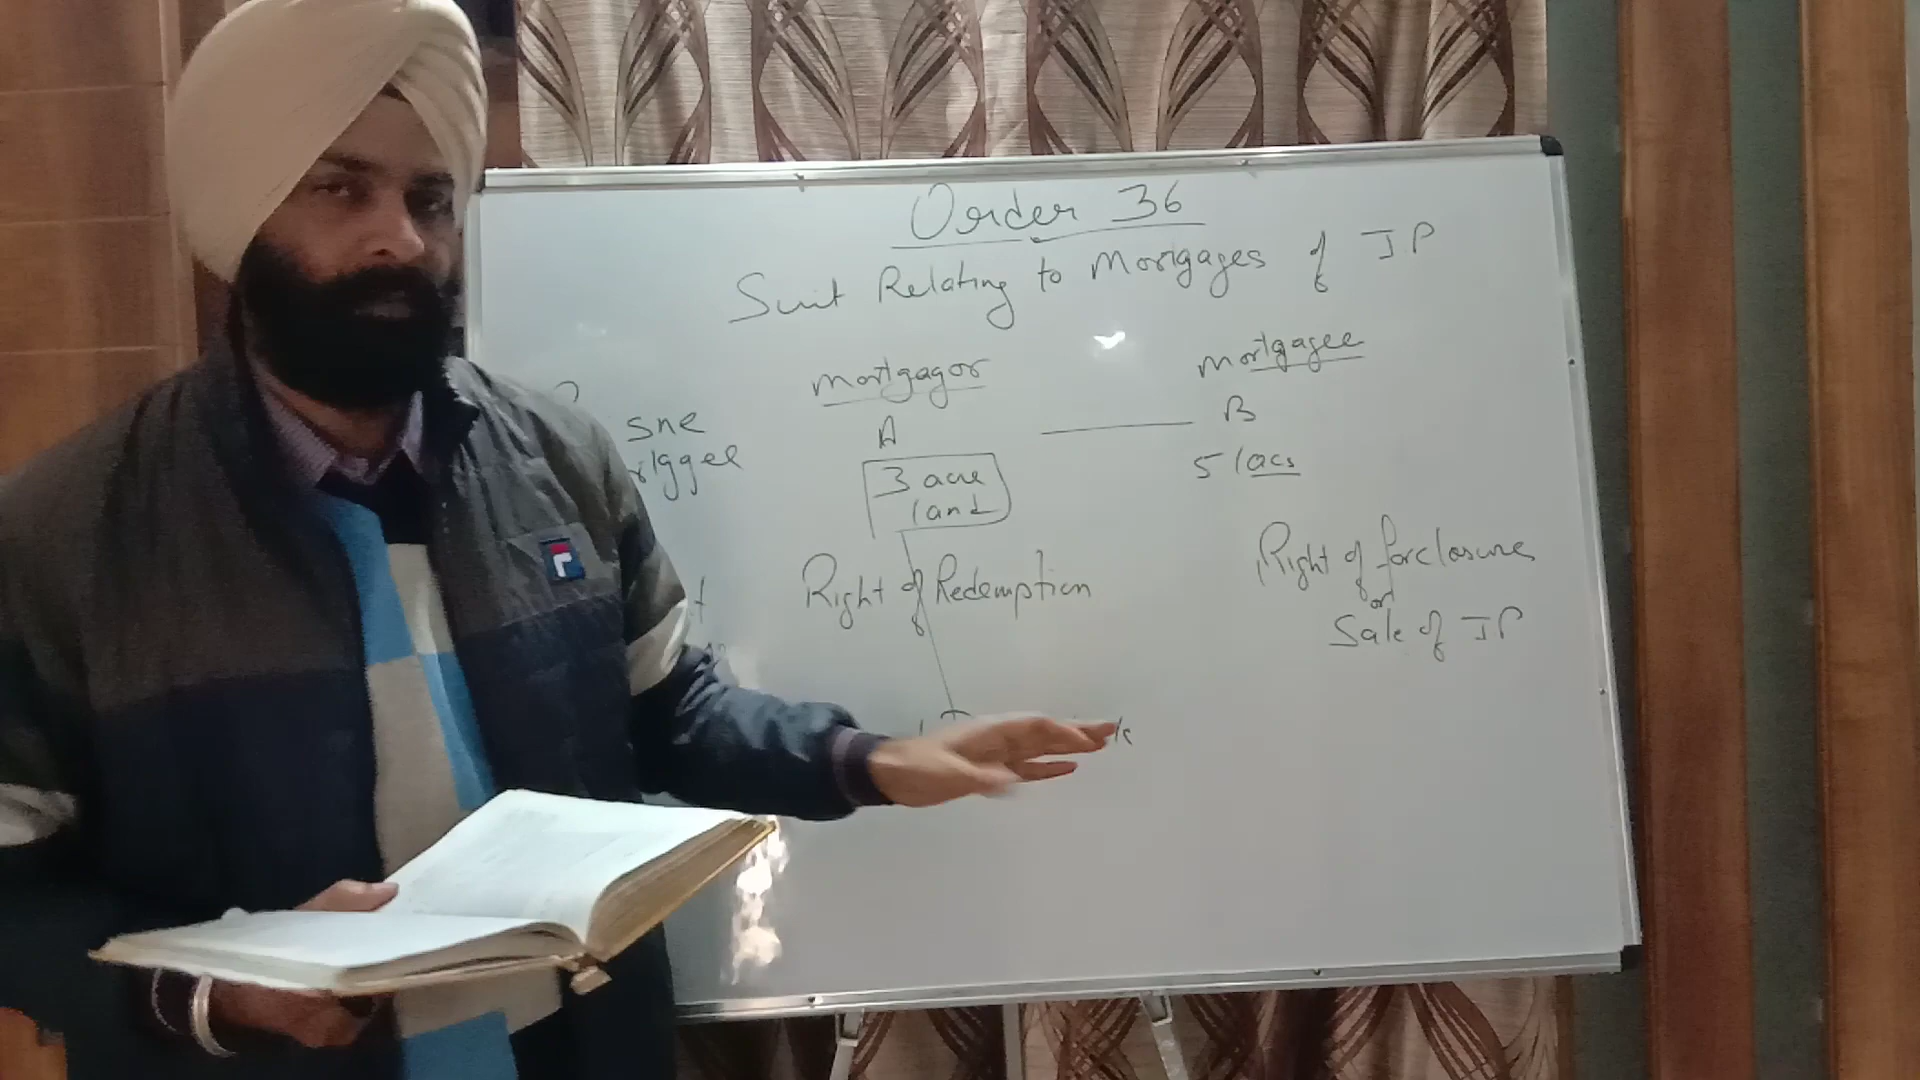 Order 36
Suit Relating to Mortgages of I.P
Mortgagor
Mortgagee
A
B
3 acre
land
5 lacs
Right of Redemption
Right of forclosure
or
Sale of IP